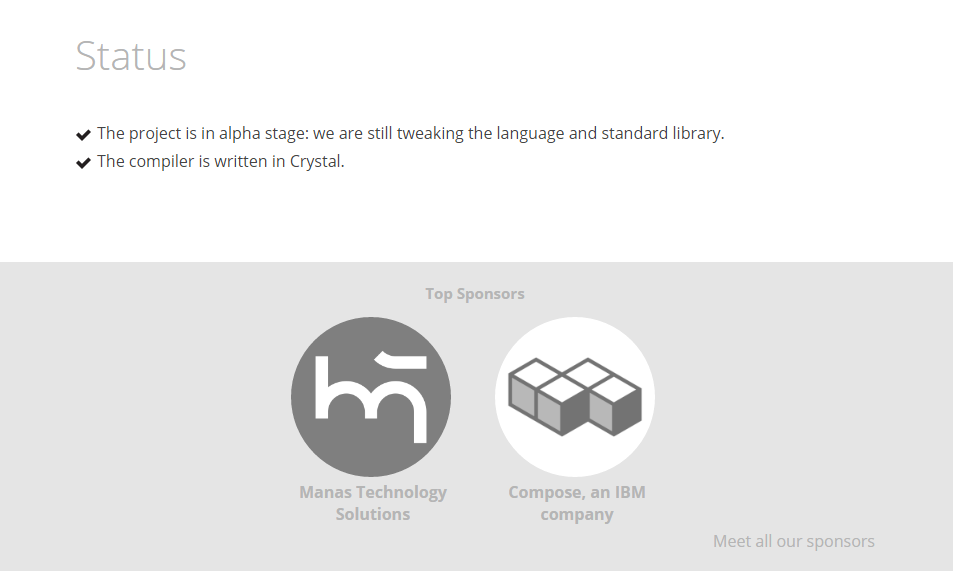 Status
The project is in alpha stage: we are still tweaking the language and standard library.
The compiler is written in Crystal.
Top Sponsors
Manas Technology
Solutions
Compose, an IBM
company
Meet all our sponsors